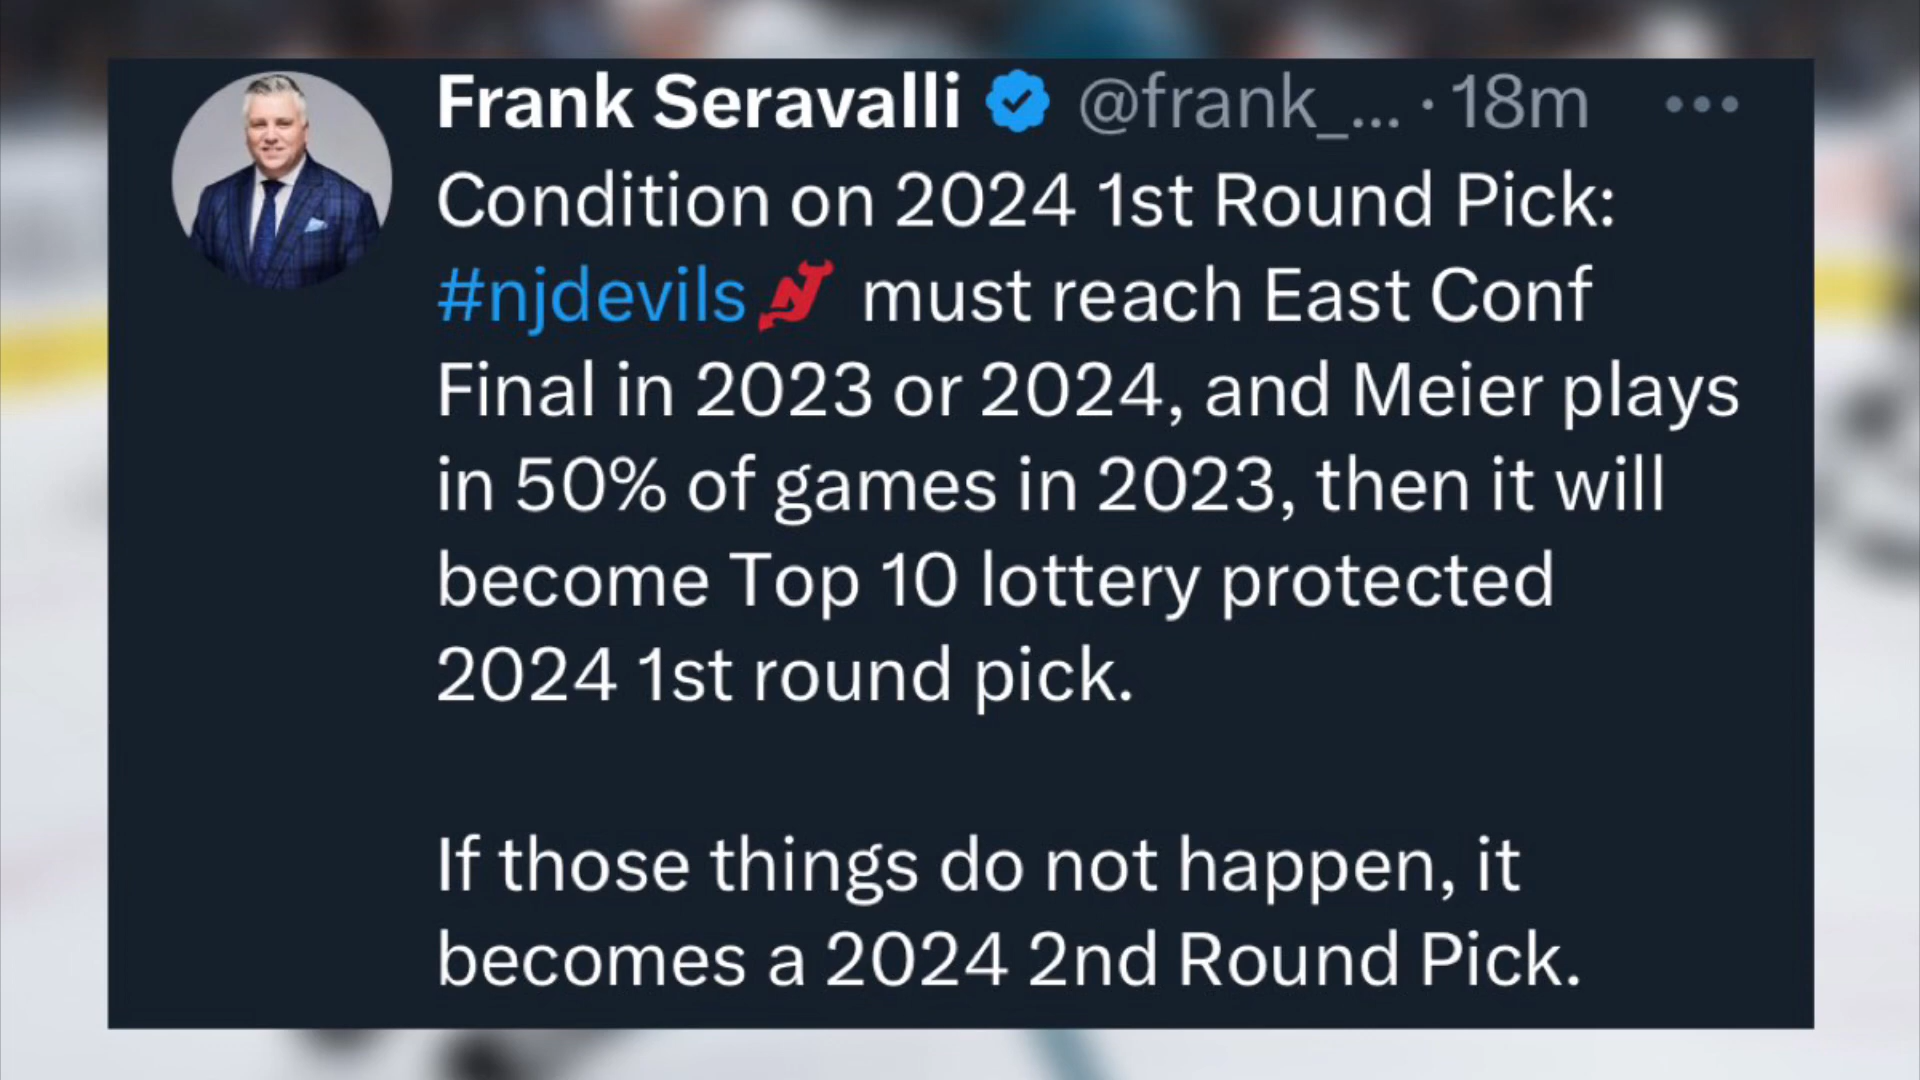 Frank Seravalli @frank_... · 18m
Condition on 2024 1st Round Pick:
#njdevils must reach East Conf
Final in 2023 or 2024, and Meier plays
in 50% of games in 2023, then it will
become Top 10 lottery protected
2024 1st round pick.
If those things do not happen, it
becomes a 2024 2nd Round Pick.